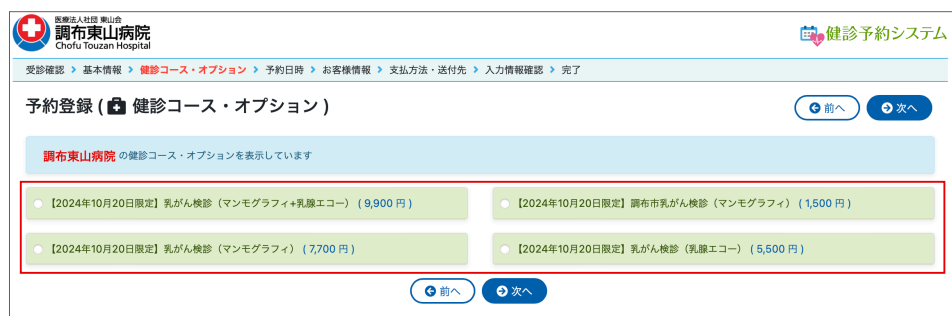 医療法人社団 東山会
調布東山病院
Chofu Touzan Hospital
健診予約システム
受診確認 > 基本情報 > 健診コース・オプション > 予約日時 > お客様情報 > 支払方法・送付先 > 入力情報確認 > 完了
予約登録 ( 健診コース・オプション )
前へ 次へ
調布東山病院 の健診コース・オプションを表示しています
【2024年10月20日限定】乳がん検診（マンモグラフィ+乳腺エコー） ( 9,900 円 )
【2024年10月20日限定】調布市乳がん検診（マンモグラフィ） ( 1,500 円 )
【2024年10月20日限定】乳がん検診（マンモグラフィ） ( 7,700 円 )
【2024年10月20日限定】乳がん検診（乳腺エコー） ( 5,500 円 )
前へ 次へ